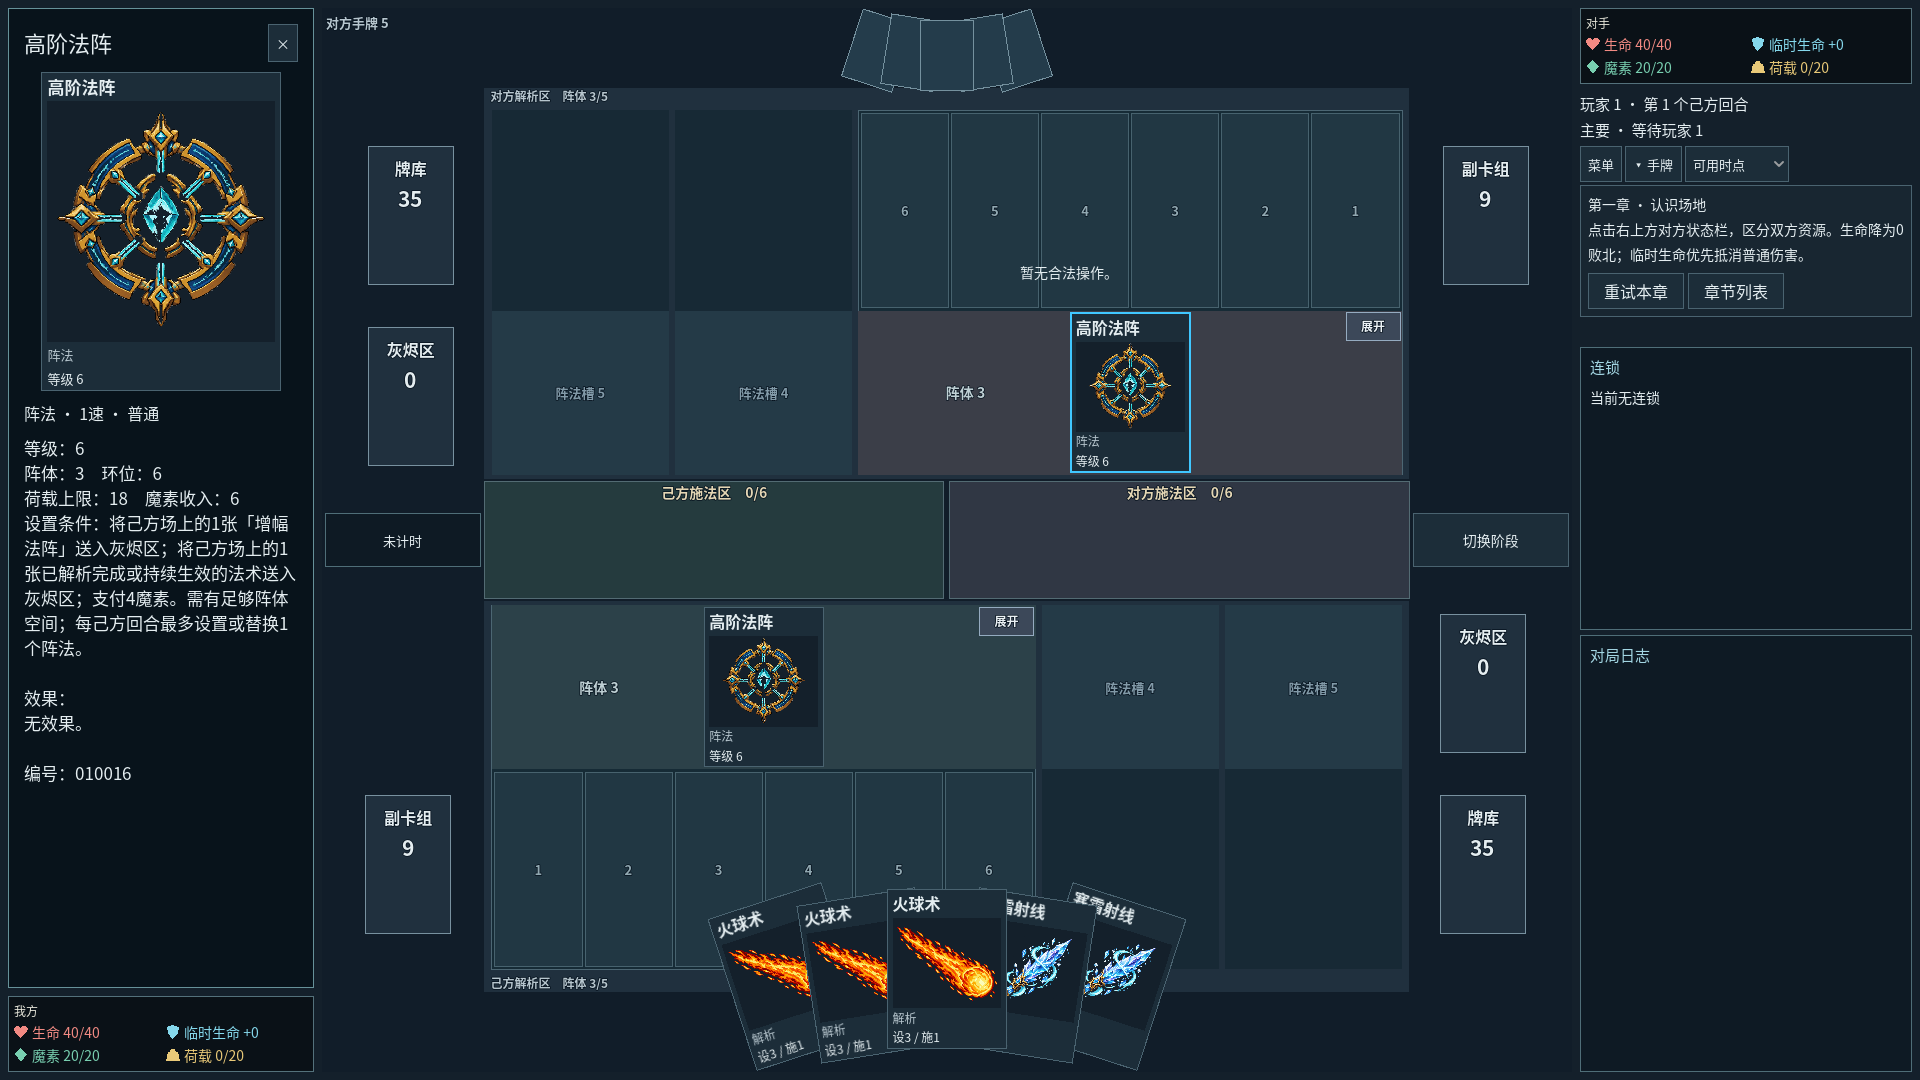 高阶法阵
×
高阶法阵
阵法
等级 6
阵法 · 1速 · 普通
等级：6
阵体：3 环位：6
荷载上限：18 魔素收入：6
设置条件：将己方场上的1张「增幅
法阵」送入灰烬区；将己方场上的1
张已解析完成或持续生效的法术送入
灰烬区；支付4魔素。需有足够阵体
空间；每己方回合最多设置或替换1
个阵法。
效果：
无效果。
编号：010016
我方
生命 40/40
临时生命 +0
魔素 20/20
荷载 0/20
对方手牌 5
对方解析区 阵体 3/5
牌库
35
灰烬区
0
6
5
4
3
2
1
暂无合法操作。
副卡组
9
阵法槽 5
阵法槽 4
阵体 3
高阶法阵
阵法
等级 6
展开
己方施法区 0/6
对方施法区 0/6
未计时
切换阶段
阵体 3
高阶法阵
阵法
等级 6
展开
阵法槽 4
阵法槽 5
灰烬区
0
副卡组
9
1
2
3
4
5
6
牌库
35
己方解析区 阵体 3/5
火球术
解析
设3 / 施1
火球术
解析
设3 / 施1
火球术
解析
设3 / 施1
霜射线
寒霜射线
对手
生命 40/40
临时生命 +0
魔素 20/20
荷载 0/20
玩家 1 · 第 1 个己方回合
主要 · 等待玩家 1
菜单
▾ 手牌
可用时点
第一章 · 认识场地
点击右上方对方状态栏，区分双方资源。生命降为0
败北；临时生命优先抵消普通伤害。
重试本章
章节列表
连锁
当前无连锁
对局日志